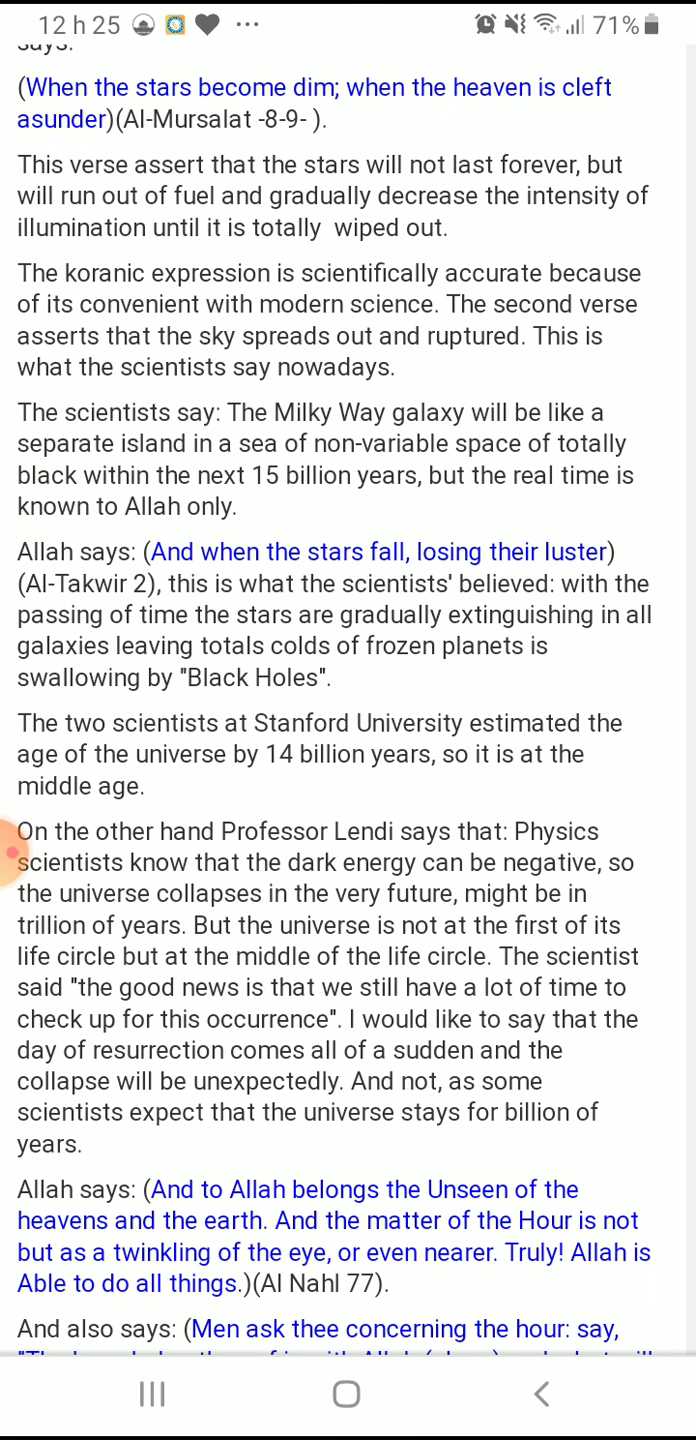 12 h 25 ... 71%
says:
(When the stars become dim; when the heaven is cleft
asunder)(Al-Mursalat -8-9- ).
This verse assert that the stars will not last forever, but
will run out of fuel and gradually decrease the intensity of
illumination until it is totally  wiped out.
The koranic expression is scientifically accurate because
of its convenient with modern science. The second verse
asserts that the sky spreads out and ruptured. This is
what the scientists say nowadays.
The scientists say: The Milky Way galaxy will be like a
separate island in a sea of non-variable space of totally
black within the next 15 billion years, but the real time is
known to Allah only.
Allah says: (And when the stars fall, losing their luster)
(Al-Takwir 2), this is what the scientists' believed: with the
passing of time the stars are gradually extinguishing in all
galaxies leaving totals colds of frozen planets is
swallowing by "Black Holes".
The two scientists at Stanford University estimated the
age of the universe by 14 billion years, so it is at the
middle age.
On the other hand Professor Lendi says that: Physics
scientists know that the dark energy can be negative, so
the universe collapses in the very future, might be in
trillion of years. But the universe is not at the first of its
life circle but at the middle of the life circle. The scientist
said "the good news is that we still have a lot of time to
check up for this occurrence". I would like to say that the
day of resurrection comes all of a sudden and the
collapse will be unexpectedly. And not, as some
scientists expect that the universe stays for billion of
years.
Allah says: (And to Allah belongs the Unseen of the
heavens and the earth. And the matter of the Hour is not
but as a twinkling of the eye, or even nearer. Truly! Allah is
Able to do all things.)(Al Nahl 77).
And also says: (Men ask thee concerning the hour: say,